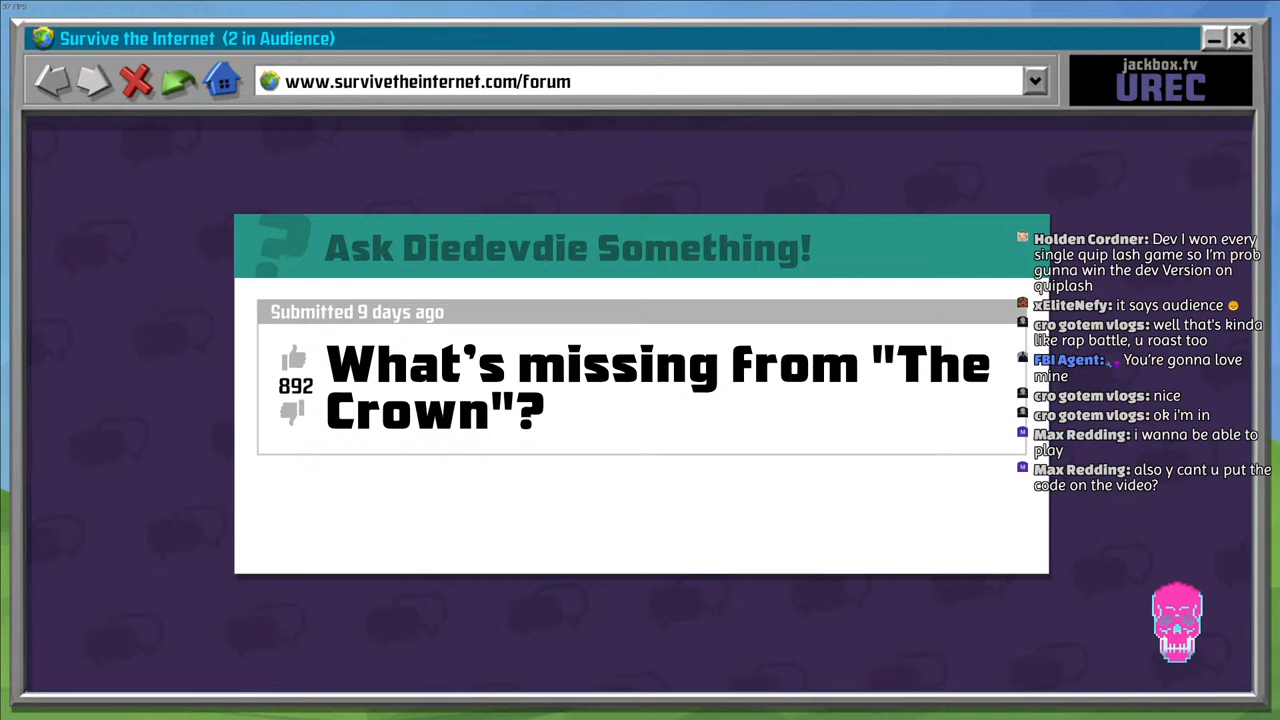 37 FPS
Survive the Internet (2 in Audience)
www.survivetheinternet.com/forum
jackbox.tv
UREC
Ask Diedevdie Something!
Submitted 9 days ago
892
What's missing from "The
Crown"?
Holden Cordner: Dev I won every
single quip lash game so I'm prob
gunna win the dev Version on
quiplash
xEliteNefy: it says audience
cro gotem vlogs: well that's kinda
like rap battle, u roast too
FBI Agent: You're gonna love
mine
cro gotem vlogs: nice
cro gotem vlogs: ok i'm in
Max Redding: i wanna be able to
play
Max Redding: also y cant u put the
code on the video?